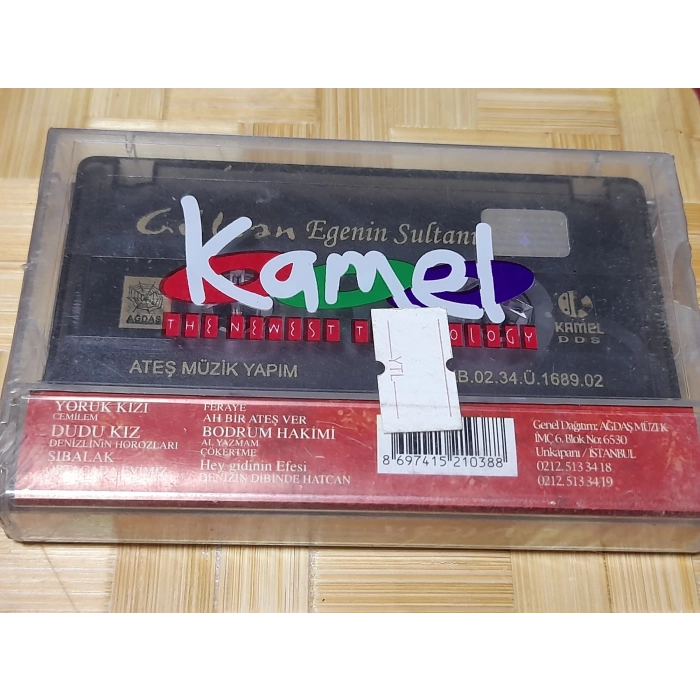 Egenin Sultanı
Kamel
THE NEWEST T OLOGY
AĞDAŞ
KAMEL
DDS
ATEŞ MÜZİK YAPIM
.B.02.34.Ü.1689.02
YTL
YORUK KIZI
CEMİLEM
DUDU KIZ
DENİZLİNİN HOROZLARI
SIBALAK
FERAYE
AH BİR ATEŞ VER
BODRUM HAKİMİ
AL YAZMAM
ÇÖKERTME
Hey gidinin Efesi
DENİZİN DİBİNDE HATCAN
8 697415 210388
Genel Dağıtım: AĞDAŞ MÜZİK
İMÇ 6. Blok No: 6530
Unkapanı / İSTANBUL
0212. 513 34 18
0212. 513 34 19